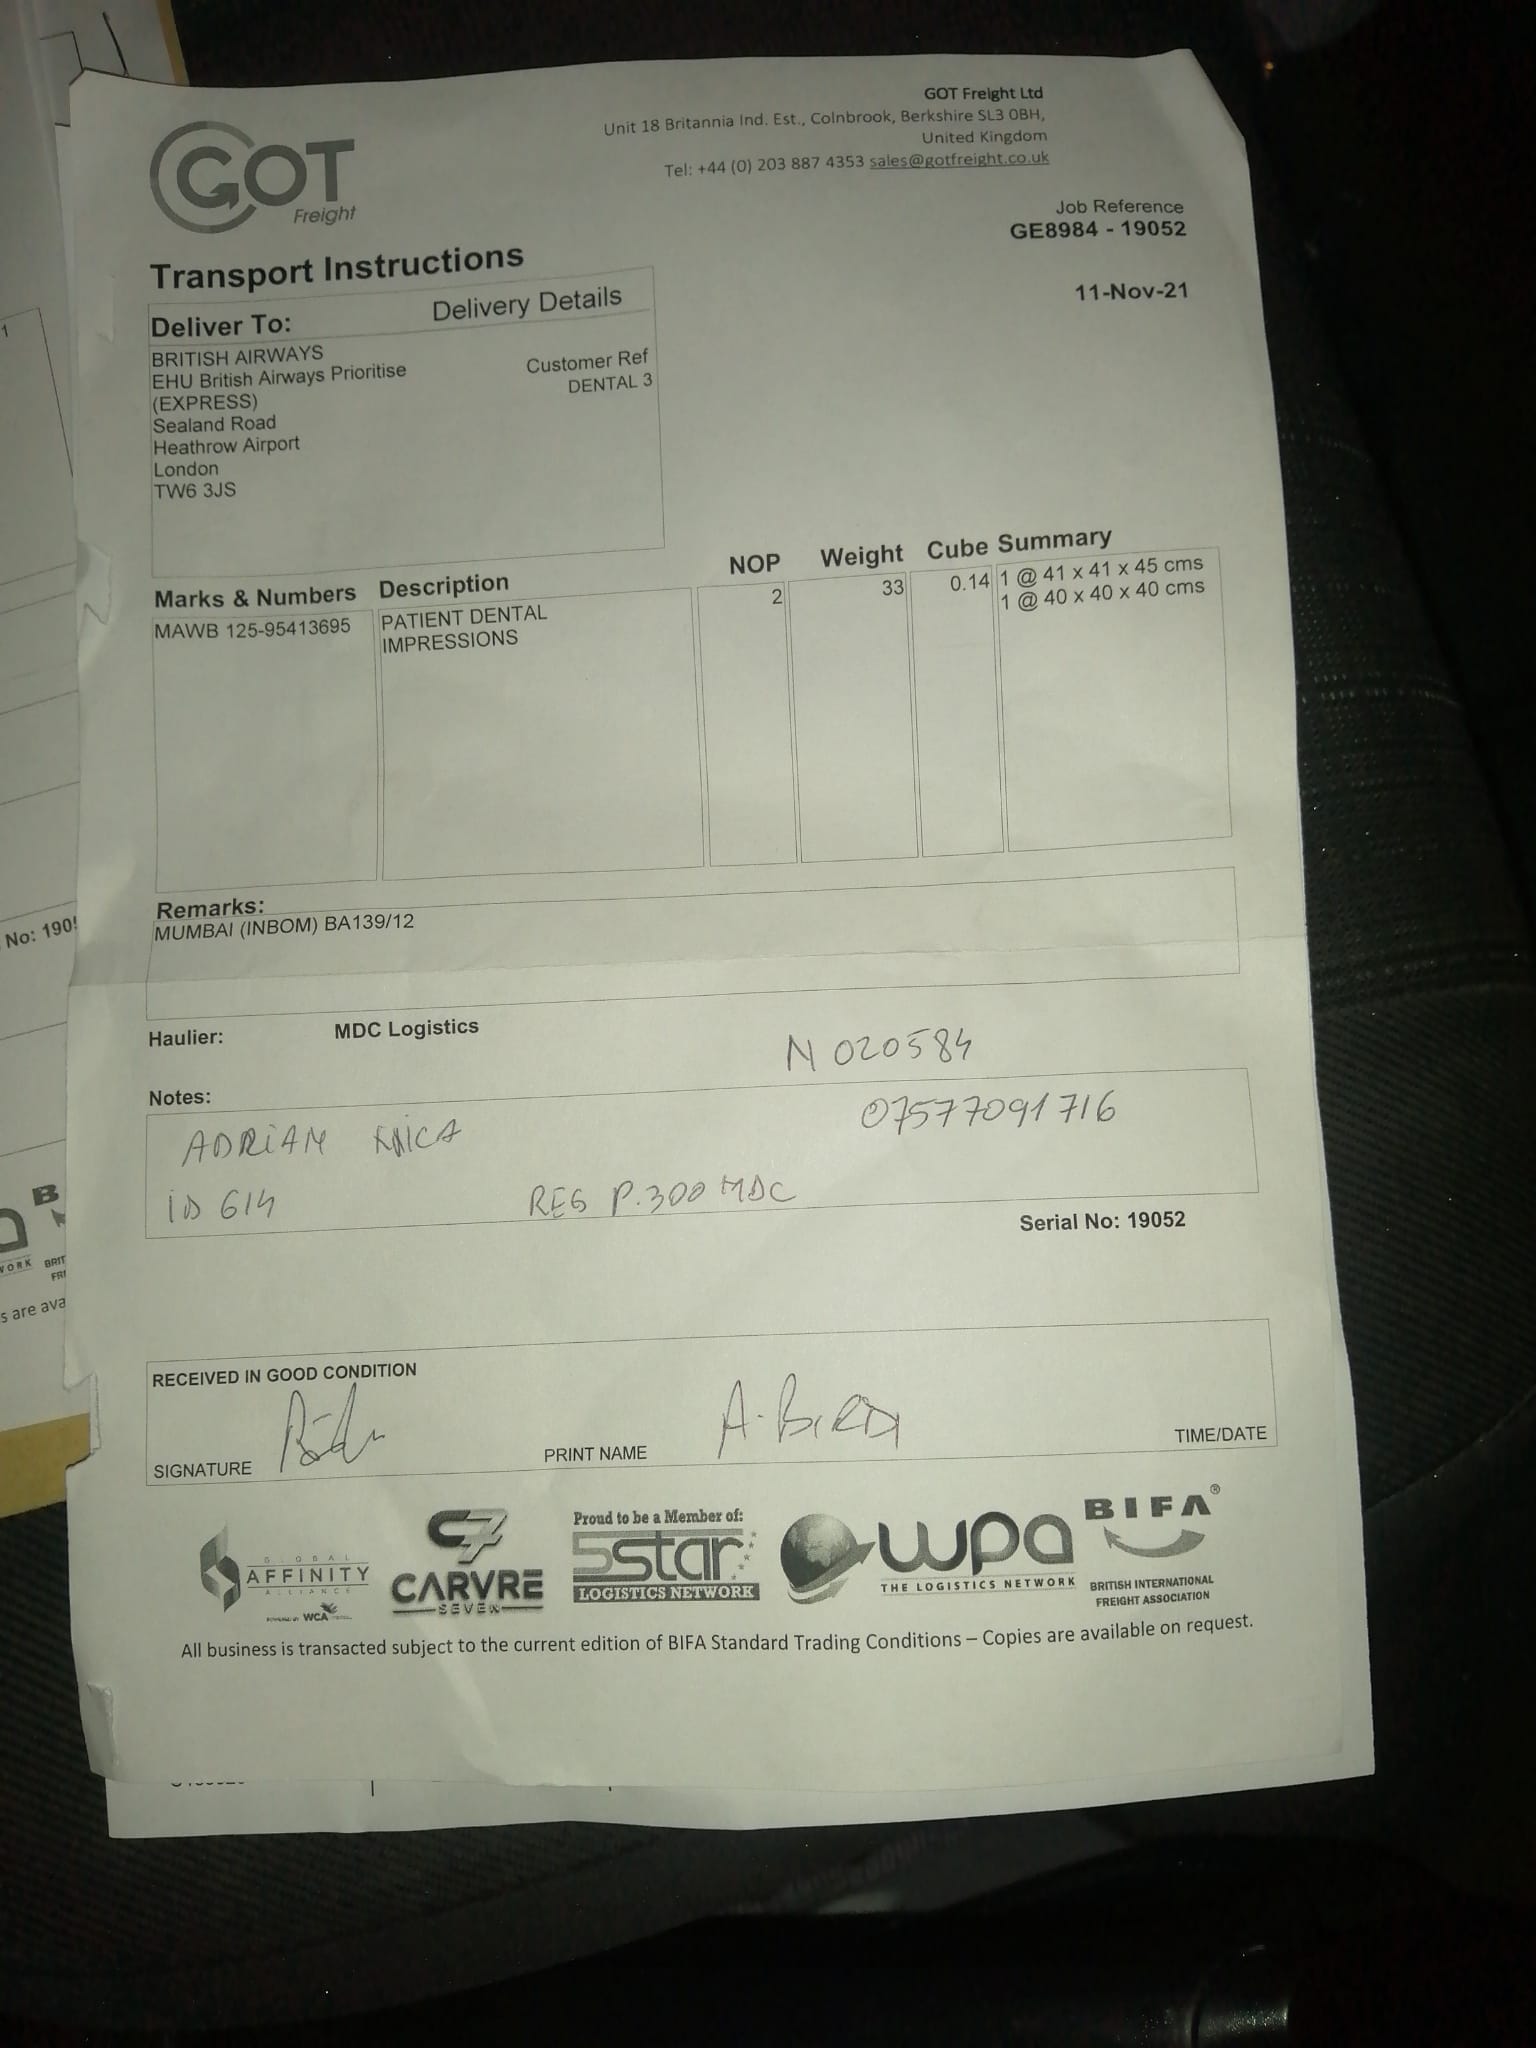 GOT Freight
GOT Freight Ltd
Unit 18 Britannia Ind. Est., Colnbrook, Berkshire SL3 0BH,
United Kingdom
Tel: +44 (0) 203 887 4353 sales@gotfreight.co.uk
Job Reference
GE8984 - 19052
11-Nov-21
Transport Instructions
Deliver To: Delivery Details
BRITISH AIRWAYS
EHU British Airways Prioritise
(EXPRESS)
Sealand Road
Heathrow Airport
London
TW6 3JS
Customer Ref
DENTAL 3
Marks & Numbers Description NOP Weight Cube Summary
MAWB 125-95413695 PATIENT DENTAL 2 33 0.14 1 @ 41 x 41 x 45 cms
IMPRESSIONS 1 @ 40 x 40 x 40 cms
Remarks:
MUMBAI (INBOM) BA139/12
No: 190
Haulier: MDC Logistics
N 020584
Notes:
ADRIAN
07577091716
ID 614 REG P.300 MDC
Serial No: 19052
RECEIVED IN GOOD CONDITION
SIGNATURE PRINT NAME A. BIRDI TIME/DATE
GLOBAL
AFFINITY
ALLIANCE
POWERED BY WCA
C7
CARVRE
SEVEN
Proud to be a Member of:
5star
LOGISTICS NETWORK
wpa
THE LOGISTICS NETWORK
BIFA®
BRITISH INTERNATIONAL
FREIGHT ASSOCIATION
All business is transacted subject to the current edition of BIFA Standard Trading Conditions – Copies are available on request.